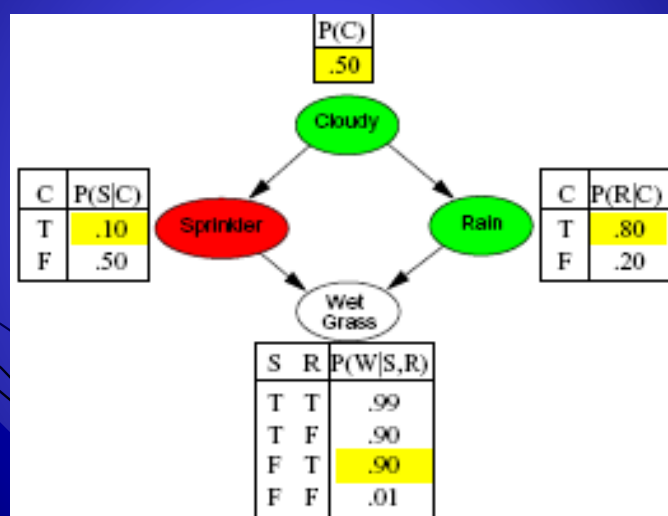 P(C)
.50
Cloudy
C P(S|C)
T .10
F .50
Sprinkler
Rain
C P(R|C)
T .80
F .20
Wet
Grass
S R P(W|S,R)
T T .99
T F .90
F T .90
F F .01